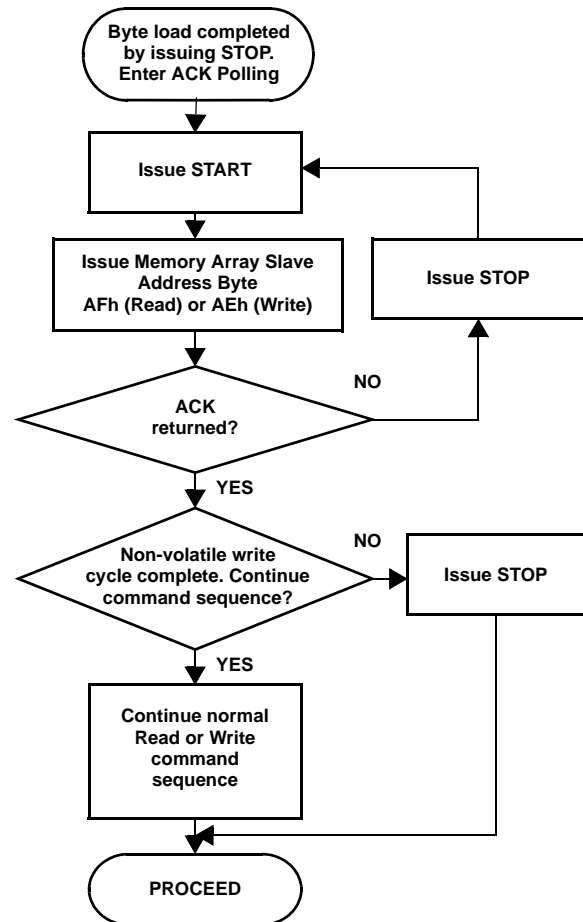 Byte load completed
by issuing STOP.
Enter ACK Polling
Issue START
Issue Memory Array Slave
Address Byte
AFh (Read) or AEh (Write)
Issue STOP
NO
ACK
returned?
YES
NO
Non-volatile write
cycle complete. Continue
command sequence?
Issue STOP
YES
Continue normal
Read or Write
command
sequence
PROCEED